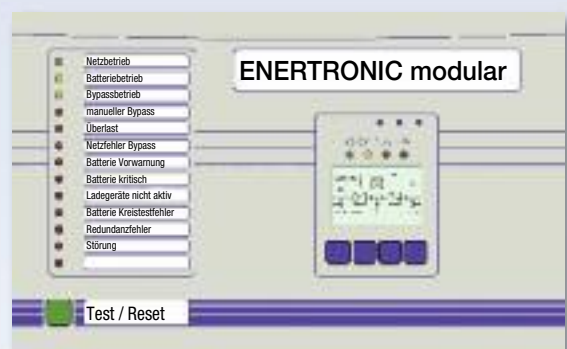 Netzbetrieb
Batteriebetrieb
Bypassbetrieb
manueller Bypass
Überlast
Netzfehler Bypass
Batterie Vorwarnung
Batterie kritisch
Ladegeräte nicht aktiv
Batterie Kreistestfehler
Redundanzfehler
Störung
ENERTRONIC modular
Test / Reset